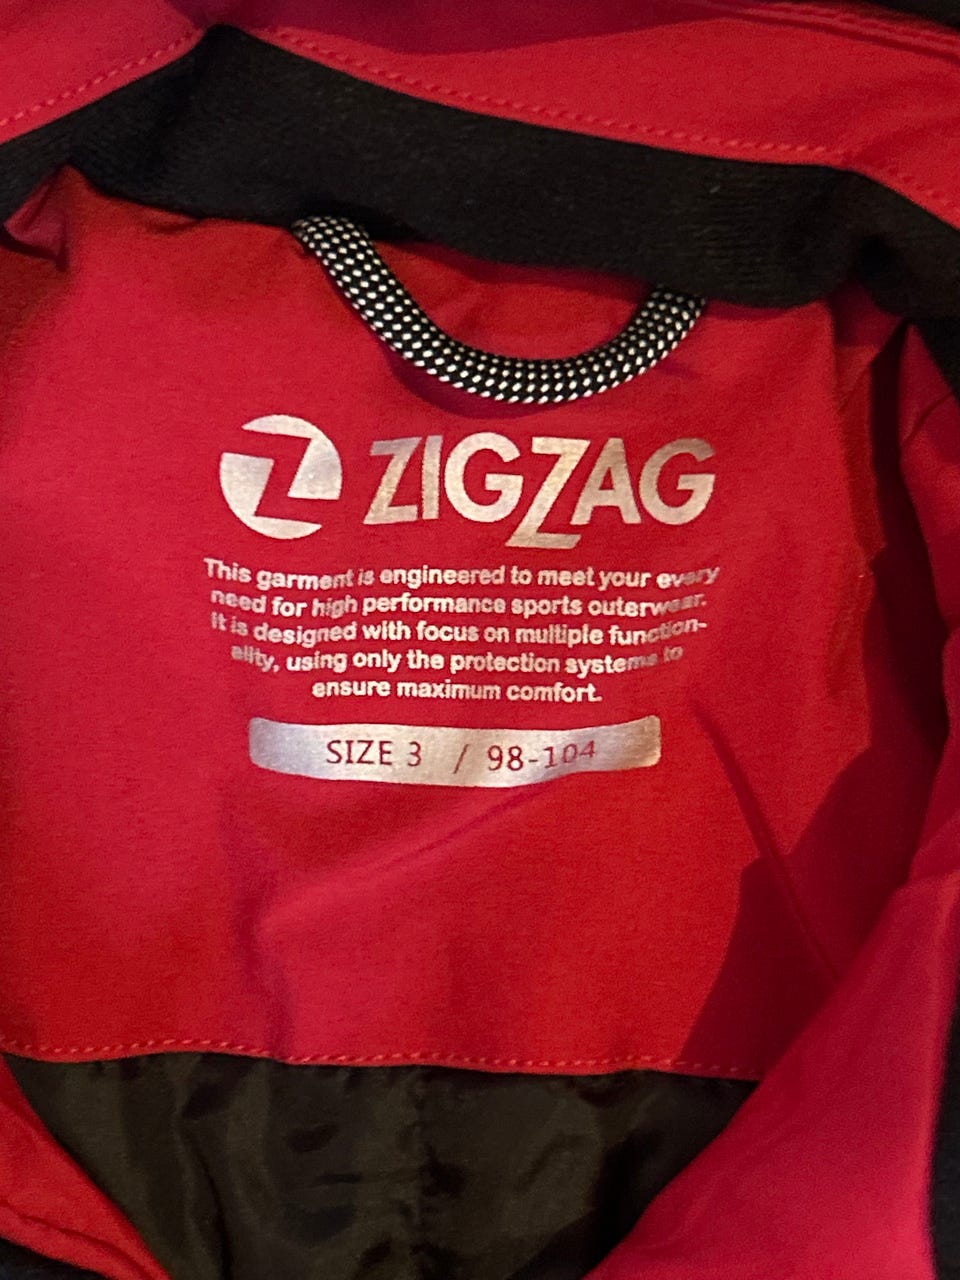 ZIGZAG
This garment is engineered to meet your every
need for high performance sports outerwear.
It is designed with focus on multiple function-
ality, using only the protection systems to
ensure maximum comfort.
SIZE 3 / 98-104